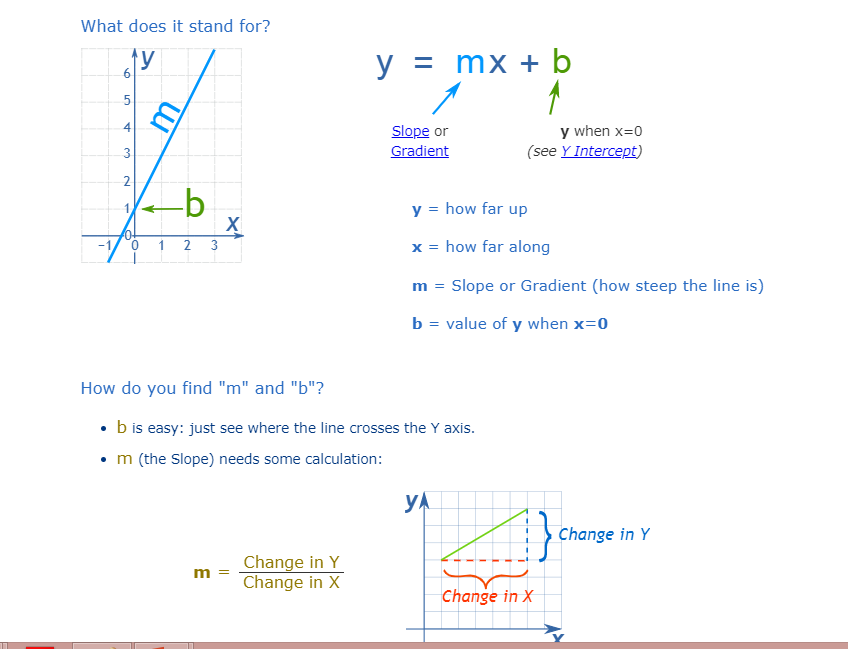 What does it stand for?
y
6
5
4
3
2
1
0
-1 0 1 2 3
m
b
x
y = mx + b
Slope or
Gradient
y when x=0
(see Y Intercept)
y = how far up
x = how far along
m = Slope or Gradient (how steep the line is)
b = value of y when x=0
How do you find "m" and "b"?
• b is easy: just see where the line crosses the Y axis.
• m (the Slope) needs some calculation:
m = Change in Y
Change in X
y
Change in Y
Change in X
x